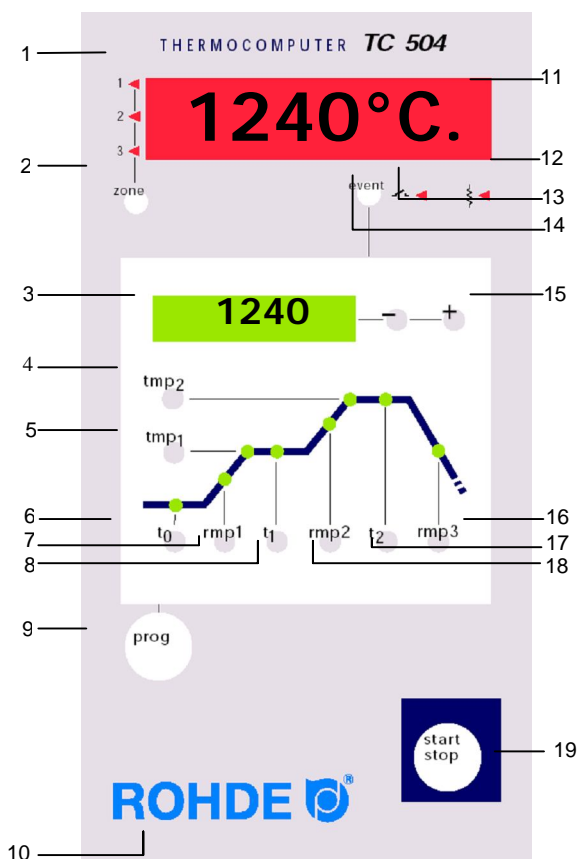 THERMOCOMPUTER TC 504
1
1
11
1240°C.
2
3
12
2
zone
event
13
14
3
1240
- +
15
4
tmp2
5
tmp1
6
16
t0
rmp1
t1
rmp2
t2
rmp3
7
17
8
18
9
prog
start
stop
19
ROHDE ®
10